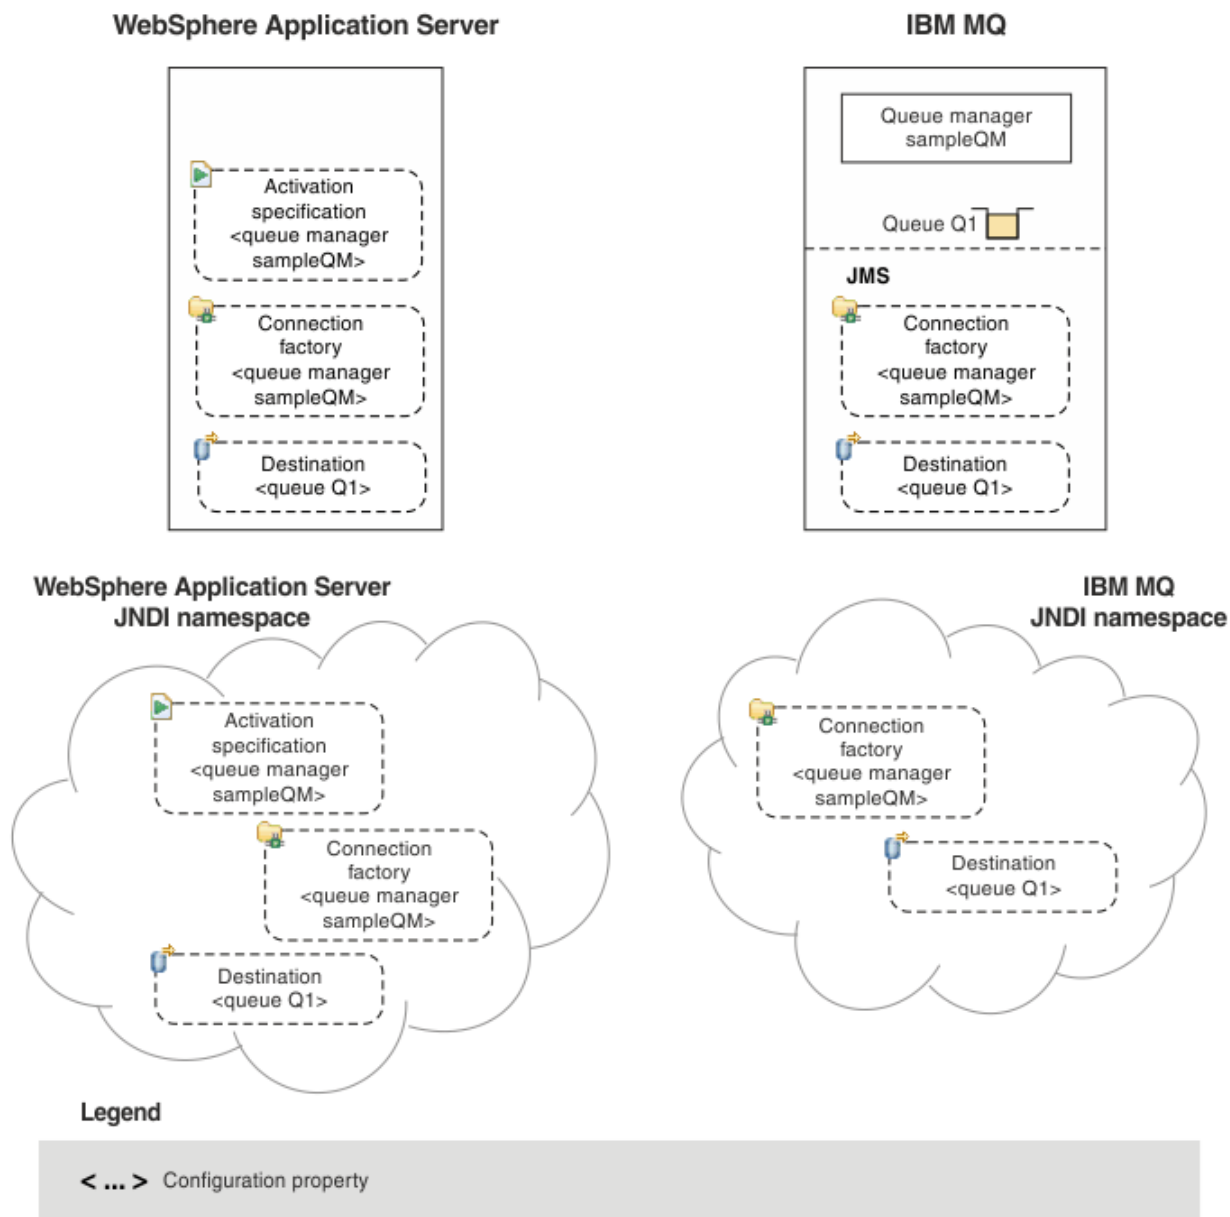 WebSphere Application Server
Activation
specification
<queue manager
sampleQM>
Connection
factory
<queue manager
sampleQM>
Destination
<queue Q1>
IBM MQ
Queue manager
sampleQM
Queue Q1
JMS
Connection
factory
<queue manager
sampleQM>
Destination
<queue Q1>
WebSphere Application Server
JNDI namespace
Activation
specification
<queue manager
sampleQM>
Connection
factory
<queue manager
sampleQM>
Destination
<queue Q1>
IBM MQ
JNDI namespace
Connection
factory
<queue manager
sampleQM>
Destination
<queue Q1>
Legend
< ... > Configuration property